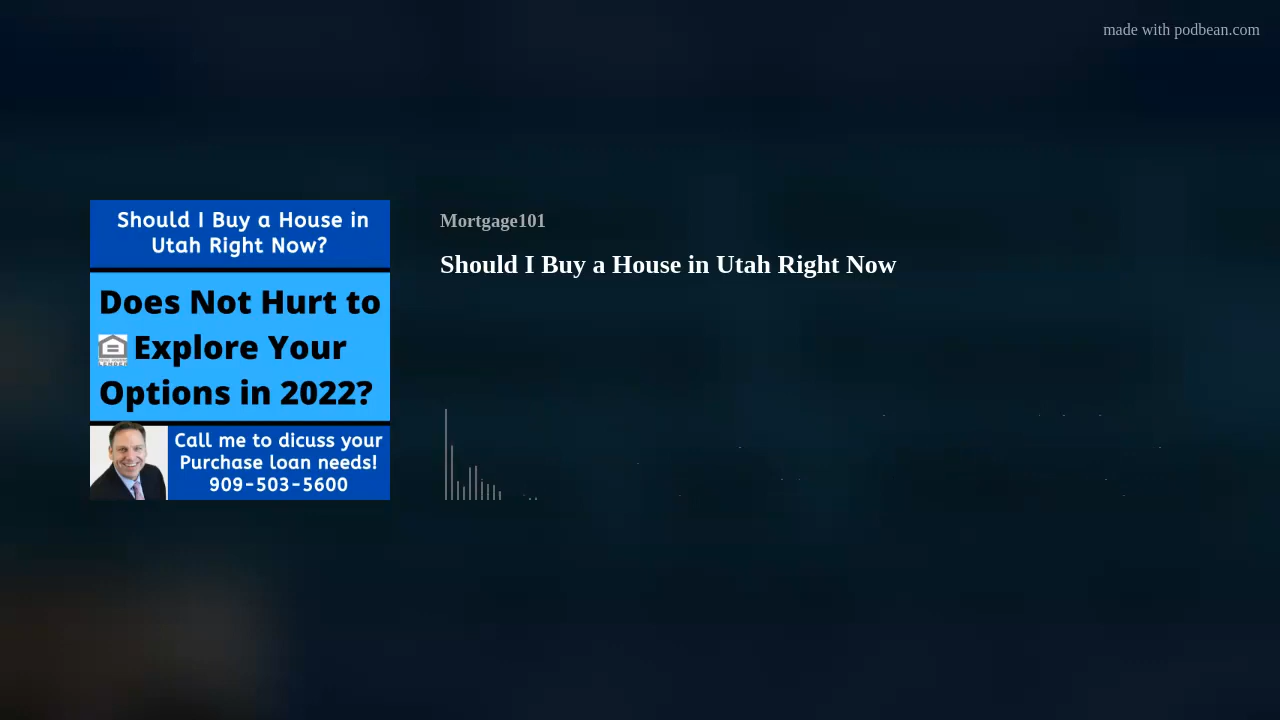 made with podbean.com
Should I Buy a House in
Utah Right Now?
Does Not Hurt to
Explore Your
Options in 2022?
Call me to dicuss your
Purchase loan needs!
909-503-5600
Mortgage101
Should I Buy a House in Utah Right Now